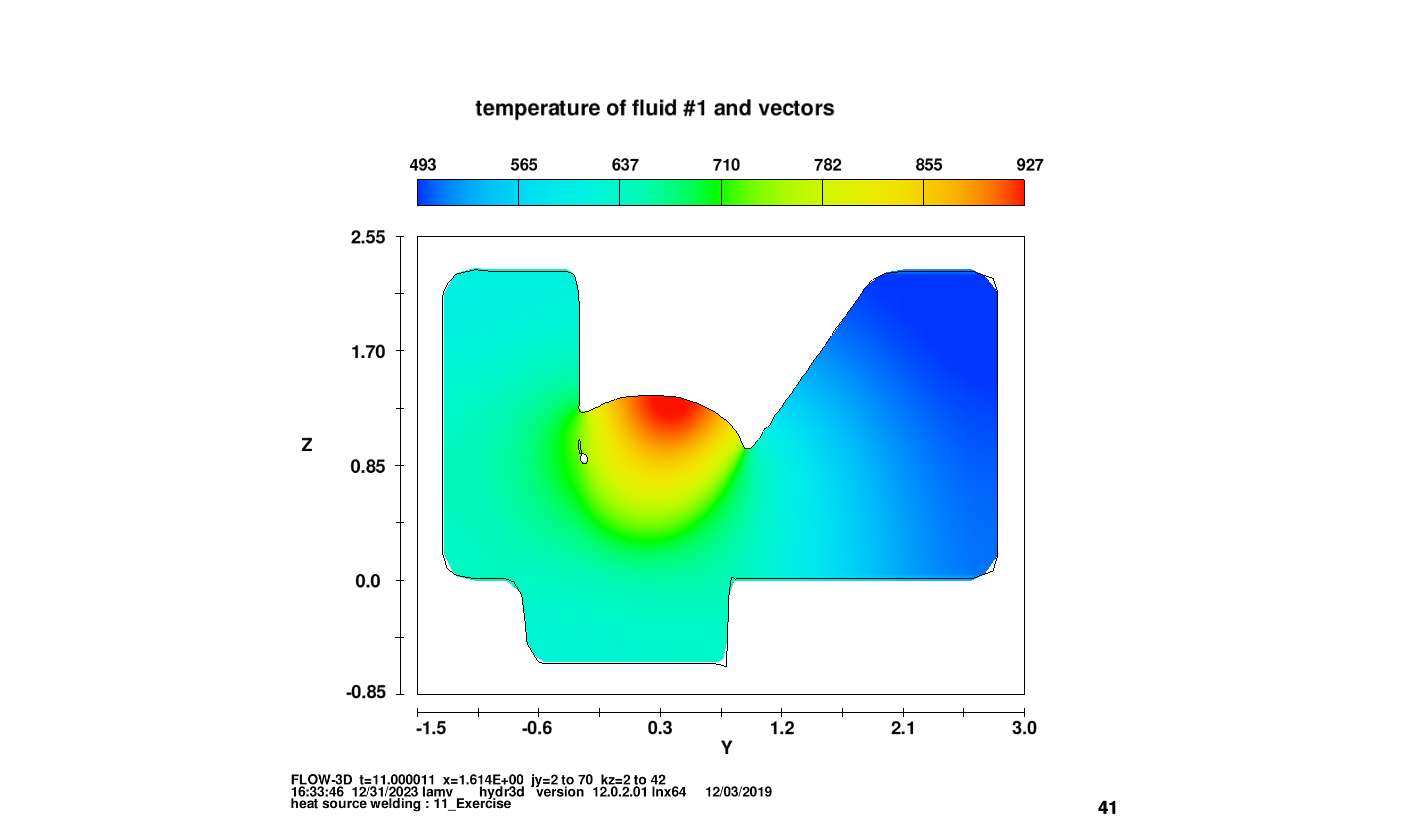 temperature of fluid #1 and vectors
493 565 637 710 782 855 927
2.55
1.70
Z
0.85
0.0
-0.85
-1.5 -0.6 0.3 1.2 2.1 3.0
Y
FLOW-3D t=11.000011 x=1.614E+00 jy=2 to 70 kz=2 to 42
16:33:46 12/31/2023 lamv hydr3d version 12.0.2.01 lnx64 12/03/2019
heat source welding : 11_Exercise
41